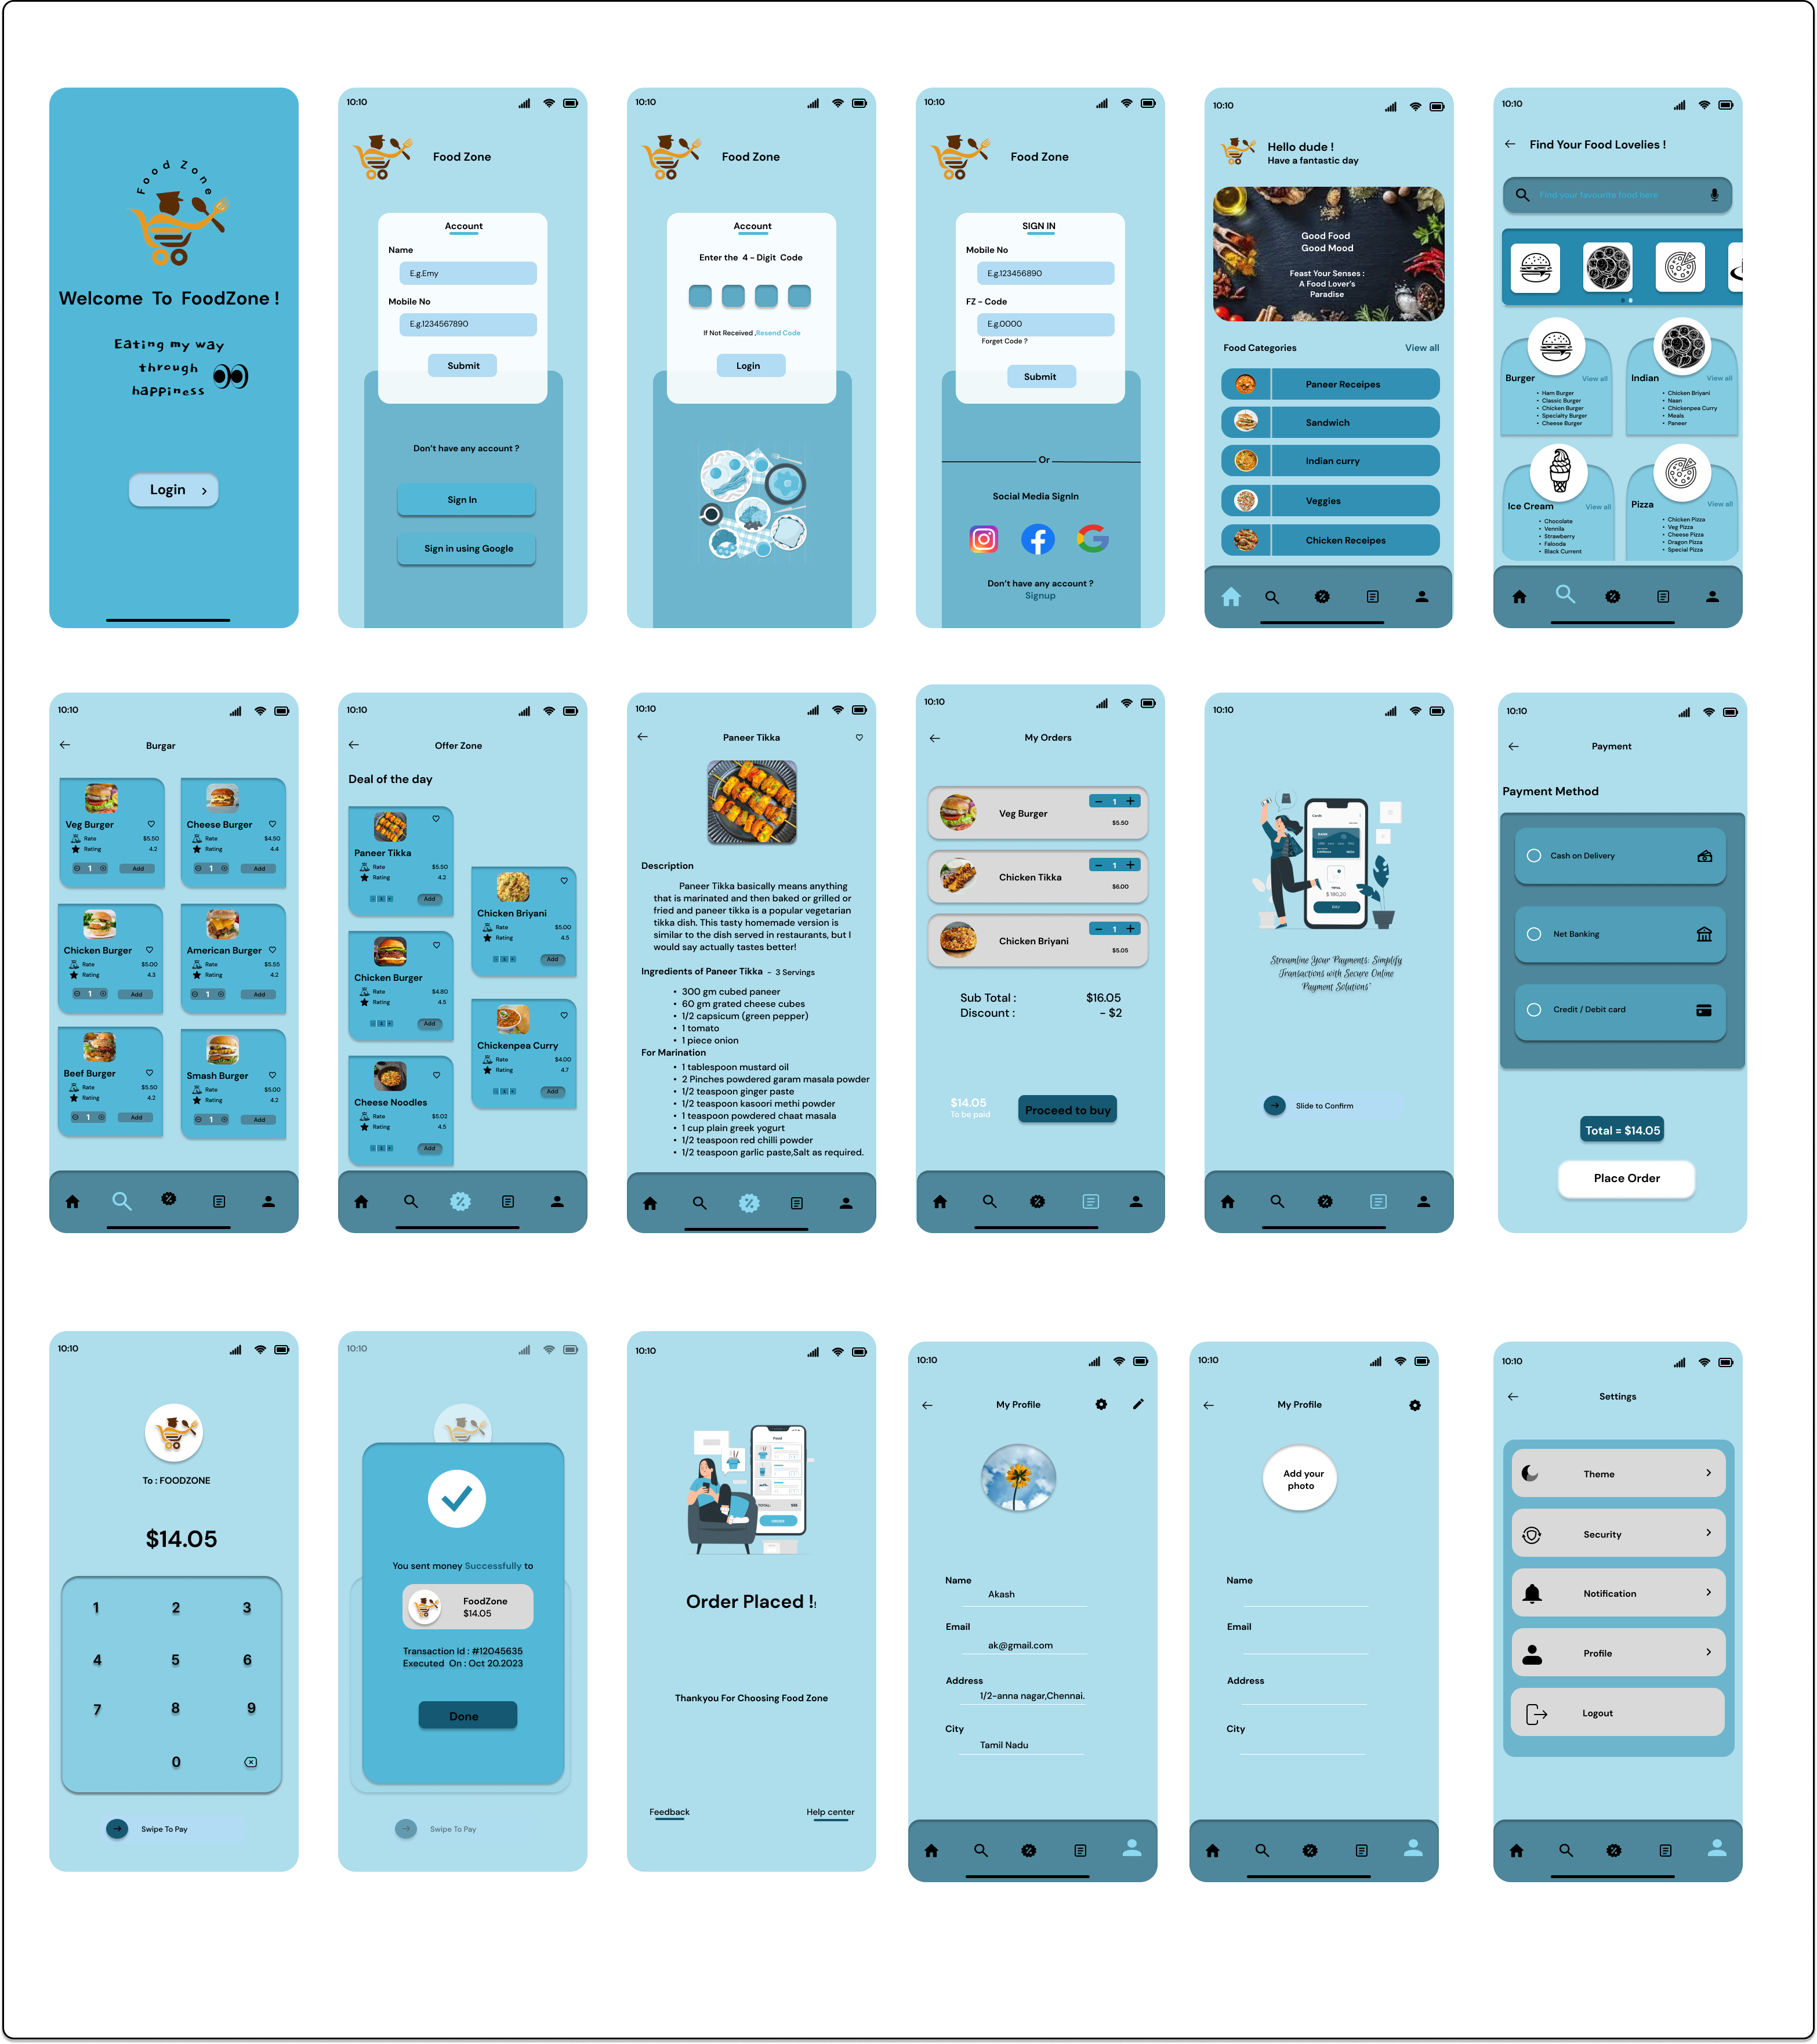 Food Zone
Welcome To FoodZone !
Eating my way
through
happiness
Login
10:10
Food Zone
Account
Name
E.g.Emy
Mobile No
E.g.1234567890
Submit
Don't have any account ?
Sign In
Sign in using Google
10:10
Food Zone
Account
Enter the 4 - Digit Code
If Not Received ,Resend Code
Login
10:10
Food Zone
SIGN IN
Mobile No
E.g.123456890
FZ - Code
E.g.0000
Forget Code ?
Submit
Or
Social Media SignIn
Don't have any account ?
Signup
10:10
Hello dude !
Have a fantastic day
Good Food
Good Mood
Feast Your Senses :
A Food Lover's
Paradise
Food Categories
View all
Paneer Receipes
Sandwich
Indian curry
Veggies
Chicken Receipes
10:10
Find Your Food Lovelies !
Find your favourite food here
Burger
View all
• Ham Burger
• Classic Burger
• Chicken Burger
• Specialty Burger
• Cheese Burger
Indian
View all
• Chicken Briyani
• Naan
• Chickenpea Curry
• Meals
• Paneer
Ice Cream
View all
• Chocolate
• Vennila
• Strawberry
• Falooda
• Black Current
Pizza
View all
• Chicken Pizza
• Veg Pizza
• Cheese Pizza
• Dragon Pizza
• Special Pizza
10:10
Burgar
Veg Burger
Rate $5.50
Rating 4.2
1 Add
Cheese Burger
Rate $4.50
Rating 4.4
1 Add
Chicken Burger
Rate $5.00
Rating 4.3
1 Add
American Burger
Rate $5.55
Rating 4.2
1 Add
Beef Burger
Rate $5.50
Rating 4.2
1 Add
Smash Burger
Rate $5.00
Rating 4.2
1 Add
10:10
Offer Zone
Deal of the day
Paneer Tikka
Rate $5.50
Rating 4.2
- 1 + Add
Chicken Briyani
Rate $5.00
Rating 4.5
- 1 + Add
Chicken Burger
Rate $4.80
Rating 4.5
- 1 + Add
Chickenpea Curry
Rate $4.00
Rating 4.7
- 1 + Add
Cheese Noodles
Rate $5.02
Rating 4.5
- 1 + Add
10:10
Paneer Tikka
Description
Paneer Tikka basically means anything
that is marinated and then baked or grilled or
fried and paneer tikka is a popular vegetarian
tikka dish. This tasty homemade version is
similar to the dish served in restaurants, but I
would say actually tastes better!
Ingredients of Paneer Tikka - 3 Servings
• 300 gm cubed paneer
• 60 gm grated cheese cubes
• 1/2 capsicum (green pepper)
• 1 tomato
• 1 piece onion
For Marination
• 1 tablespoon mustard oil
• 2 Pinches powdered garam masala powder
• 1/2 teaspoon ginger paste
• 1/2 teaspoon kasoori methi powder
• 1 teaspoon powdered chaat masala
• 1 cup plain greek yogurt
• 1/2 teaspoon red chilli powder
• 1/2 teaspoon garlic paste,Salt as required.
10:10
My Orders
Veg Burger
− 1 +
$5.50
Chicken Tikka
− 1 +
$6.00
Chicken Briyani
− 1 +
$5.05
Sub Total : $16.05
Discount : - $2
$14.05
To be paid
Proceed to buy
10:10
Cards
BANK
$ 180,20
PAY
Streamline Your Payments: Simplify
Transactions with Secure Online
Payment Solutions"
Slide to Confirm
10:10
Payment
Payment Method
Cash on Delivery
Net Banking
Credit / Debit card
Total = $14.05
Place Order
10:10
To : FOODZONE
$14.05
1 2 3
4 5 6
7 8 9
0
Swipe To Pay
10:10
You sent money Successfully to
FoodZone
$14.05
Transaction Id : #12045635
Executed On : Oct 20.2023
Done
Swipe To Pay
10:10
Food
TOTAL: $$$
ORDER
Order Placed !!
Thankyou For Choosing Food Zone
Feedback
Help center
10:10
My Profile
Name
Akash
Email
ak@gmail.com
Address
1/2-anna nagar,Chennai.
City
Tamil Nadu
10:10
My Profile
Add your
photo
Name
Email
Address
City
10:10
Settings
Theme
Security
Notification
Profile
Logout